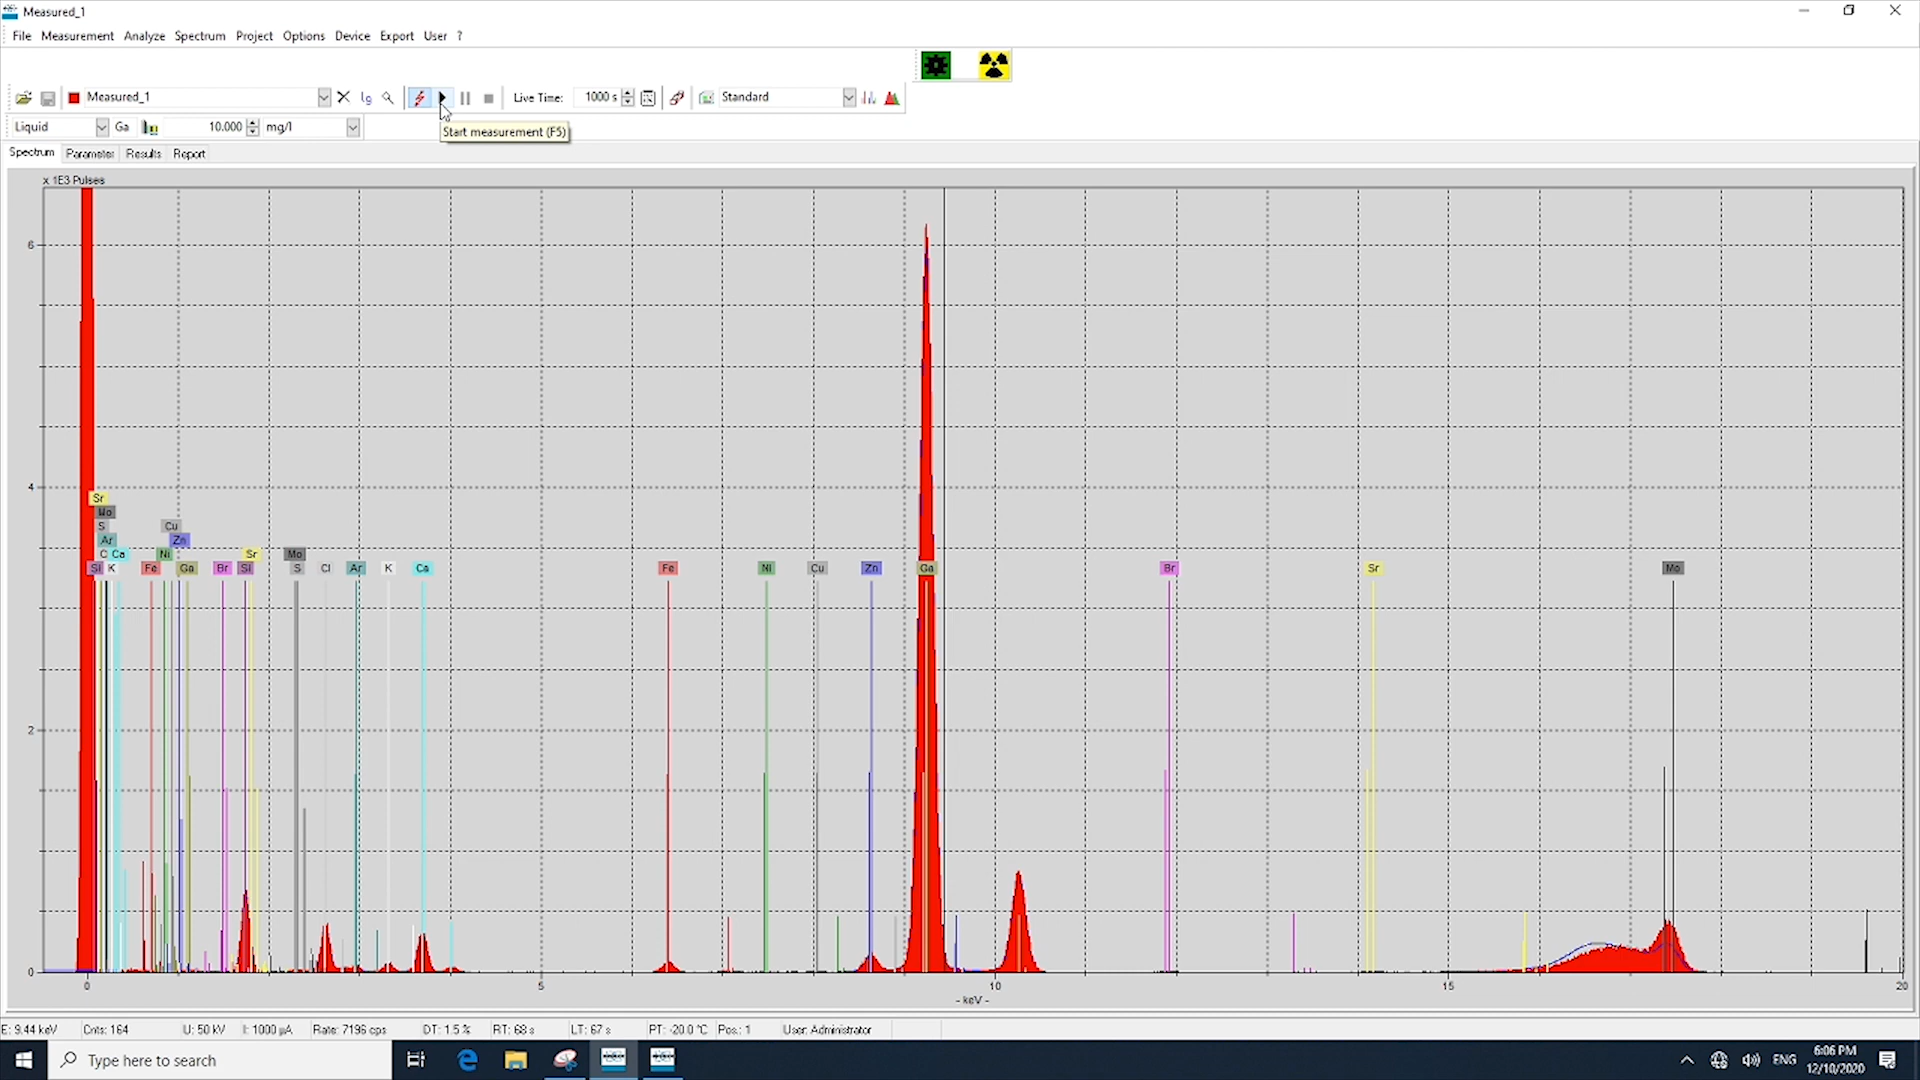 Measured_1
File Measurement Analyze Spectrum Project Options Device Export User ?
Measured_1 lg Live Time: 1000 s Standard
Liquid Ga 10.000 mg/l
Start measurement (F5)
Spectrum Parameter Results Report
x 1E3 Pulses
6
4
Sr
Mo
S Cu
Ar Zn
C Ca Ni Sr Mo
Si K Fe Ga Br Si S Cl Ar K Ca Fe Ni Cu Zn Ga Br Sr Mo
2
0
0 5 10 15 20
- keV -
E: 9.44 keV Cnts: 164 U: 50 kV I: 1000 µA Rate: 7196 cps DT: 1.5 % RT: 68 s LT: 67 s PT: -20.0 °C Pos.: 1 User: Administrator
Type here to search
ENG
6:06 PM
12/10/2020